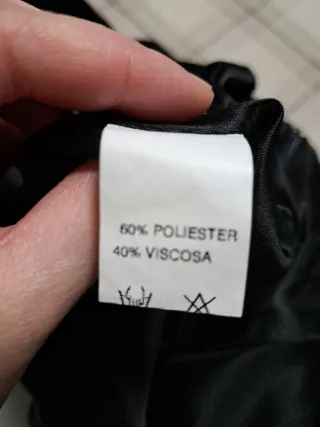 60% POLIESTER
40% VISCOSA